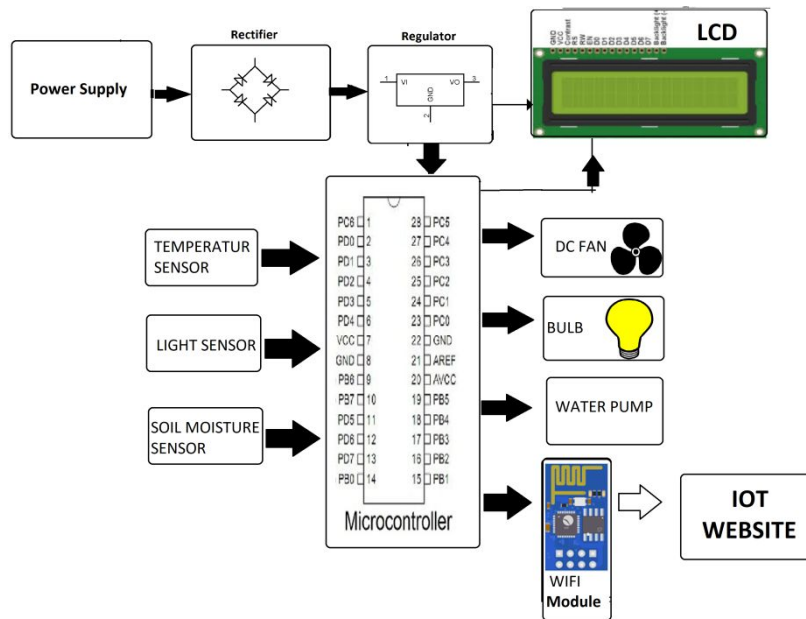 Rectifier
Regulator
LCD
GND
VCC
Contrast
RS
RW
EN
D0
D1
D2
D3
D4
D5
D6
D7
Backlight (+
Backlight (-
Power Supply
1
VI
VO
3
GND
2
TEMPERATUR
SENSOR
LIGHT SENSOR
SOIL MOISTURE
SENSOR
PC6 1 28 PC5
PD0 2 27 PC4
PD1 3 26 PC3
PD2 4 25 PC2
PD3 5 24 PC1
PD4 6 23 PC0
VCC 7 22 GND
GND 8 21 AREF
PB6 9 20 AVCC
PB7 10 19 PB5
PD5 11 18 PB4
PD6 12 17 PB3
PD7 13 16 PB2
PB0 14 15 PB1
Microcontroller
DC FAN
BULB
WATER PUMP
WIFI
Module
IOT
WEBSITE